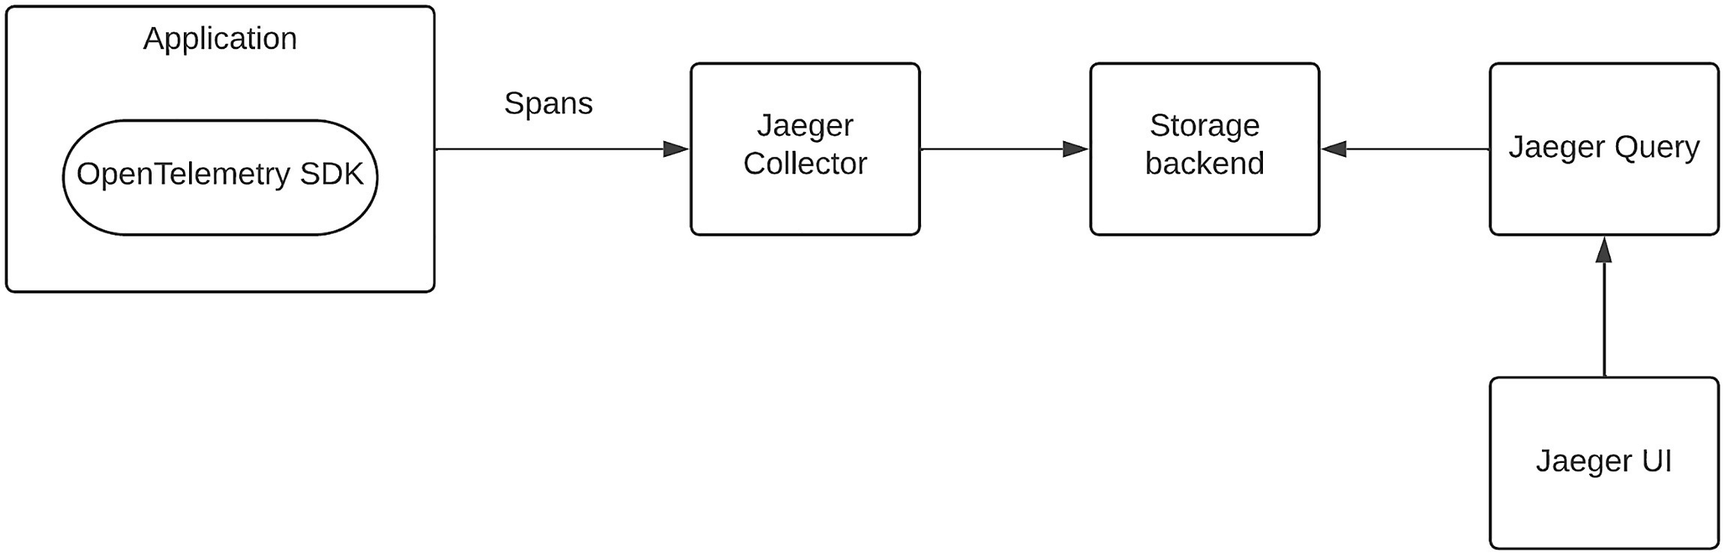 Application
OpenTelemetry SDK
Spans
Jaeger
Collector
Storage
backend
Jaeger Query
Jaeger UI